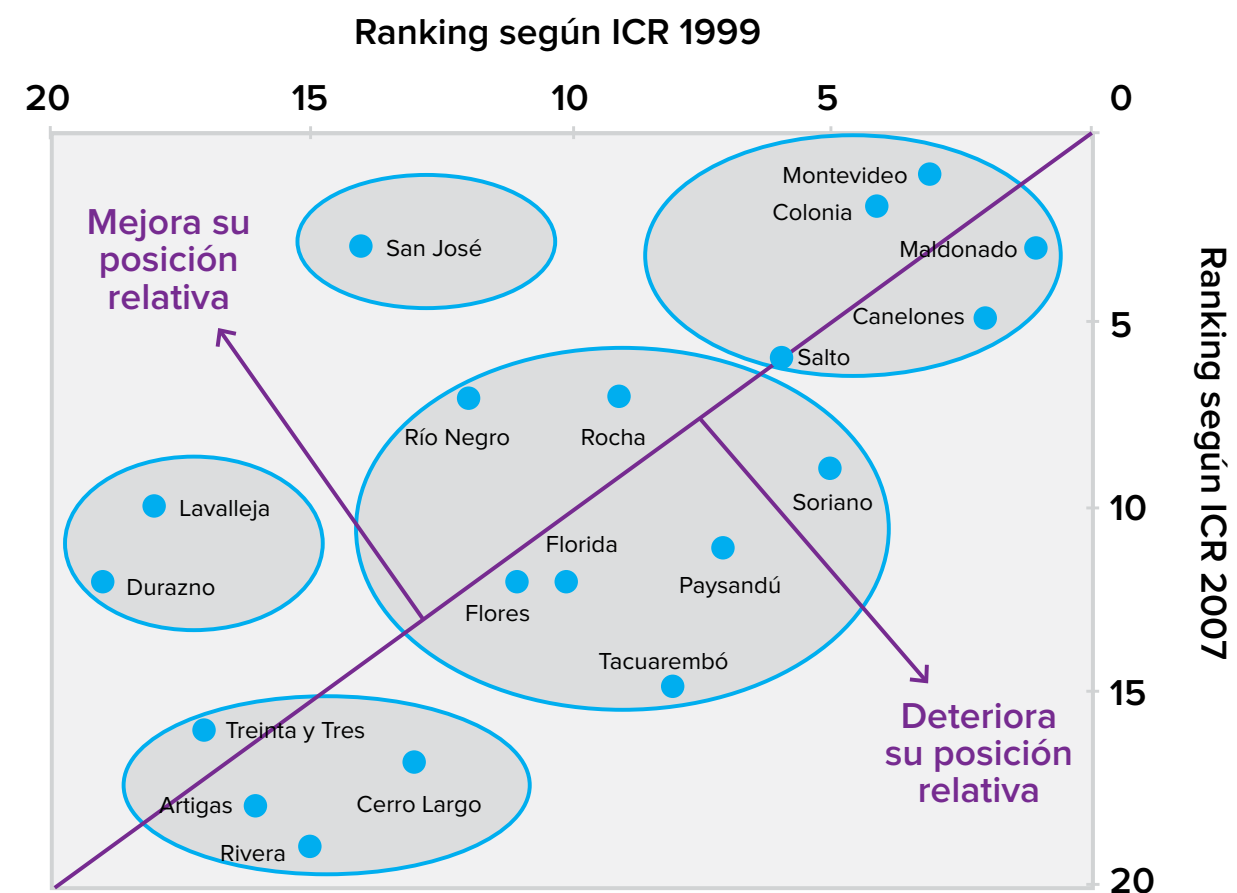 Ranking según ICR 1999
20 15 10 5 0
Montevideo
Colonia
Mejora su
posición
relativa
San José
Maldonado
Canelones
5
Salto
Río Negro
Rocha
Soriano
Lavalleja
10
Florida
Durazno
Paysandú
Flores
Tacuarembó
15
Treinta y Tres
Deteriora
su posición
relativa
Artigas
Cerro Largo
Rivera
20
Ranking según ICR 2007